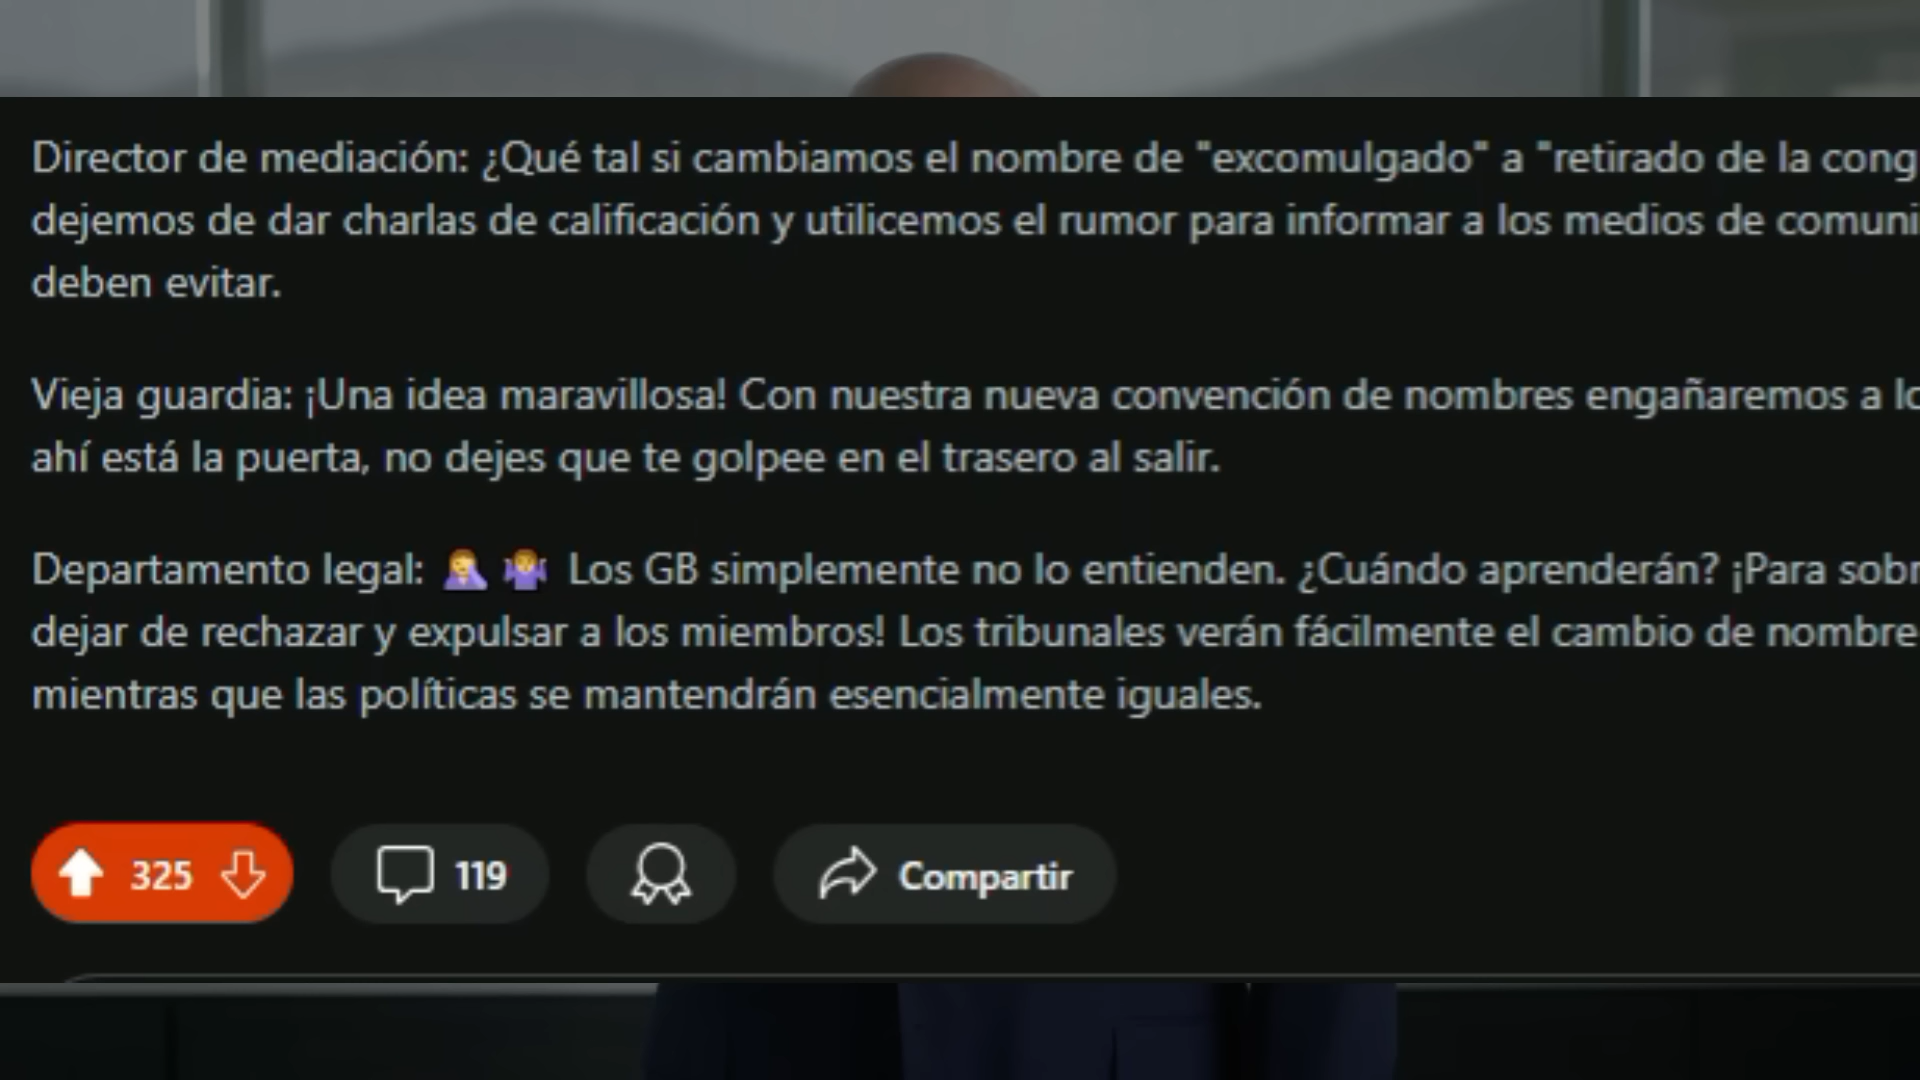 Director de mediación: ¿Qué tal si cambiamos el nombre de "excomulgado" a "retirado de la cong
dejemos de dar charlas de calificación y utilicemos el rumor para informar a los medios de comuni
deben evitar.
Vieja guardia: ¡Una idea maravillosa! Con nuestra nueva convención de nombres engañaremos a lo
ahí está la puerta, no dejes que te golpee en el trasero al salir.
Departamento legal: 🤦‍♀️ 🤷‍♀️ Los GB simplemente no lo entienden. ¿Cuándo aprenderán? ¡Para sobr
dejar de rechazar y expulsar a los miembros! Los tribunales verán fácilmente el cambio de nombre
mientras que las políticas se mantendrán esencialmente iguales.
325 119 Compartir